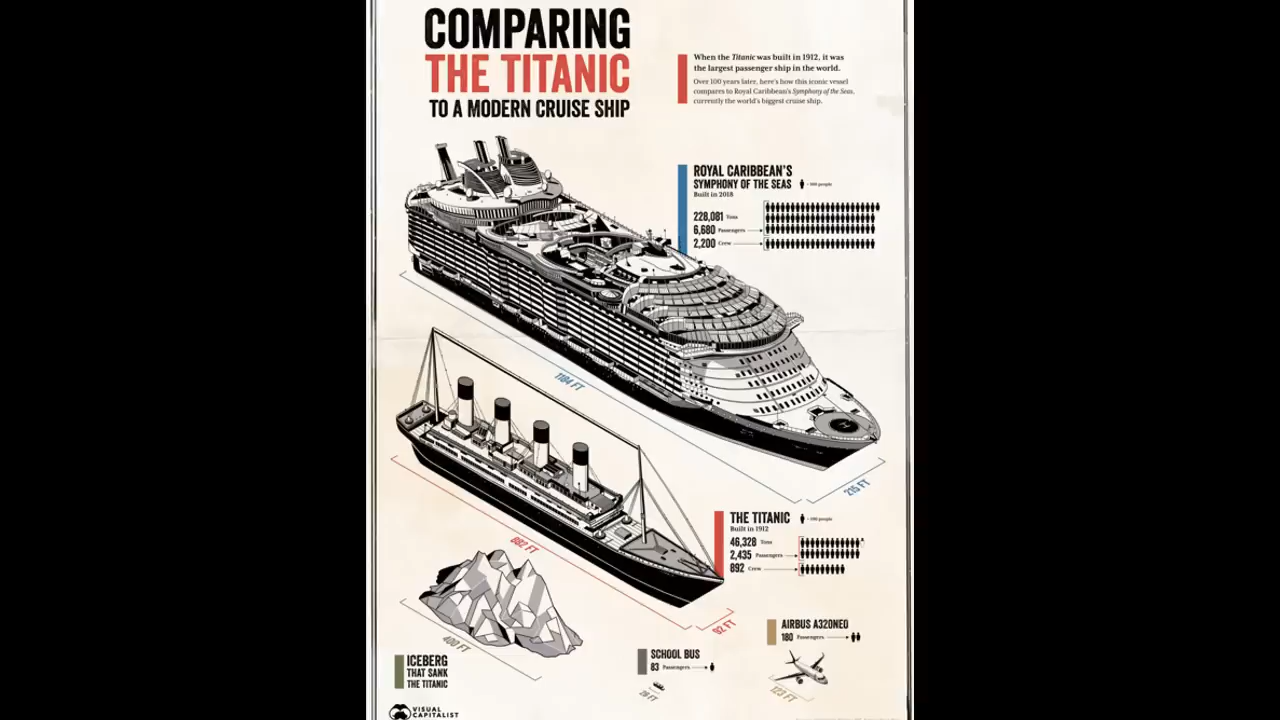 COMPARING
THE TITANIC
TO A MODERN CRUISE SHIP
When the Titanic was built in 1912, it was
the largest passenger ship in the world.
Over 100 years later, here's how this iconic vessel
compares to Royal Caribbean's Symphony of the Seas,
currently the world's biggest cruise ship.
ROYAL CARIBBEAN'S
SYMPHONY OF THE SEAS
= 100 people
Built in 2018
228,081 Tons
6,680 Passengers
2,200 Crew
1184 FT
215 FT
THE TITANIC
= 100 people
Built in 1912
46,328 Tons
2,435 Passengers
892 Crew
882 FT
92 FT
AIRBUS A320NEO
180 Passengers
123 FT
SCHOOL BUS
83 Passengers
400 FT
ICEBERG
THAT SANK
THE TITANIC
VISUAL
CAPITALIST